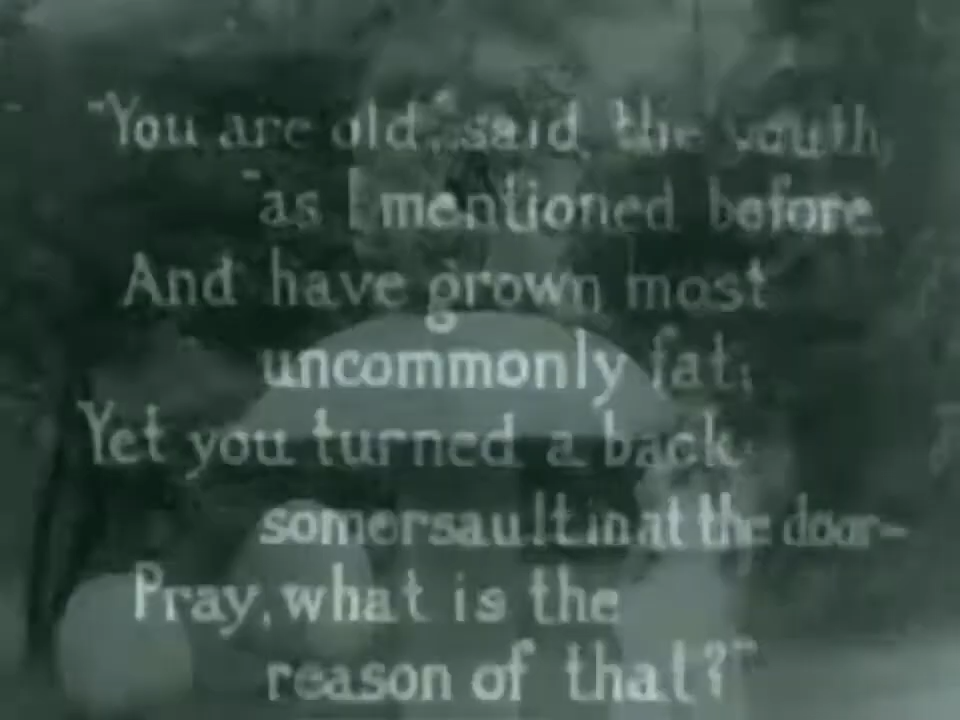 "You are old," said the youth,
"as I mentioned before.
And have grown most
uncommonly fat;
Yet you turned a back
somersault in at the door-
Pray, what is the
reason of that?"